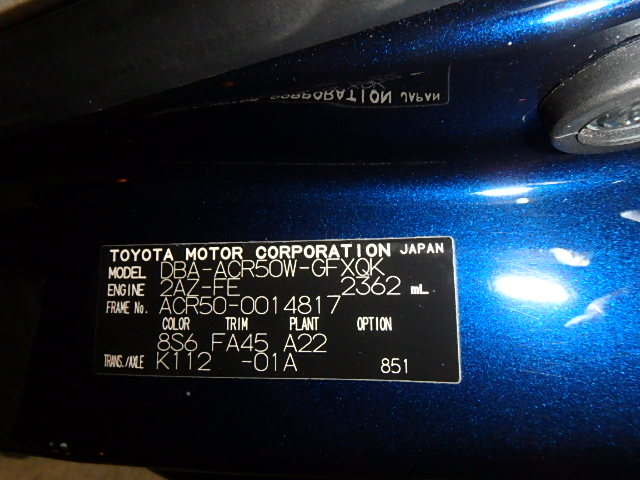 TOYOTA MOTOR CORPORATION JAPAN
MODEL DBA-ACR50W-GFXQK
ENGINE 2AZ-FE 2362 mL
FRAME No. ACR50-0014817
COLOR TRIM PLANT OPTION
8S6 FA45 A22
TRANS./AXLE K112 -01A 851